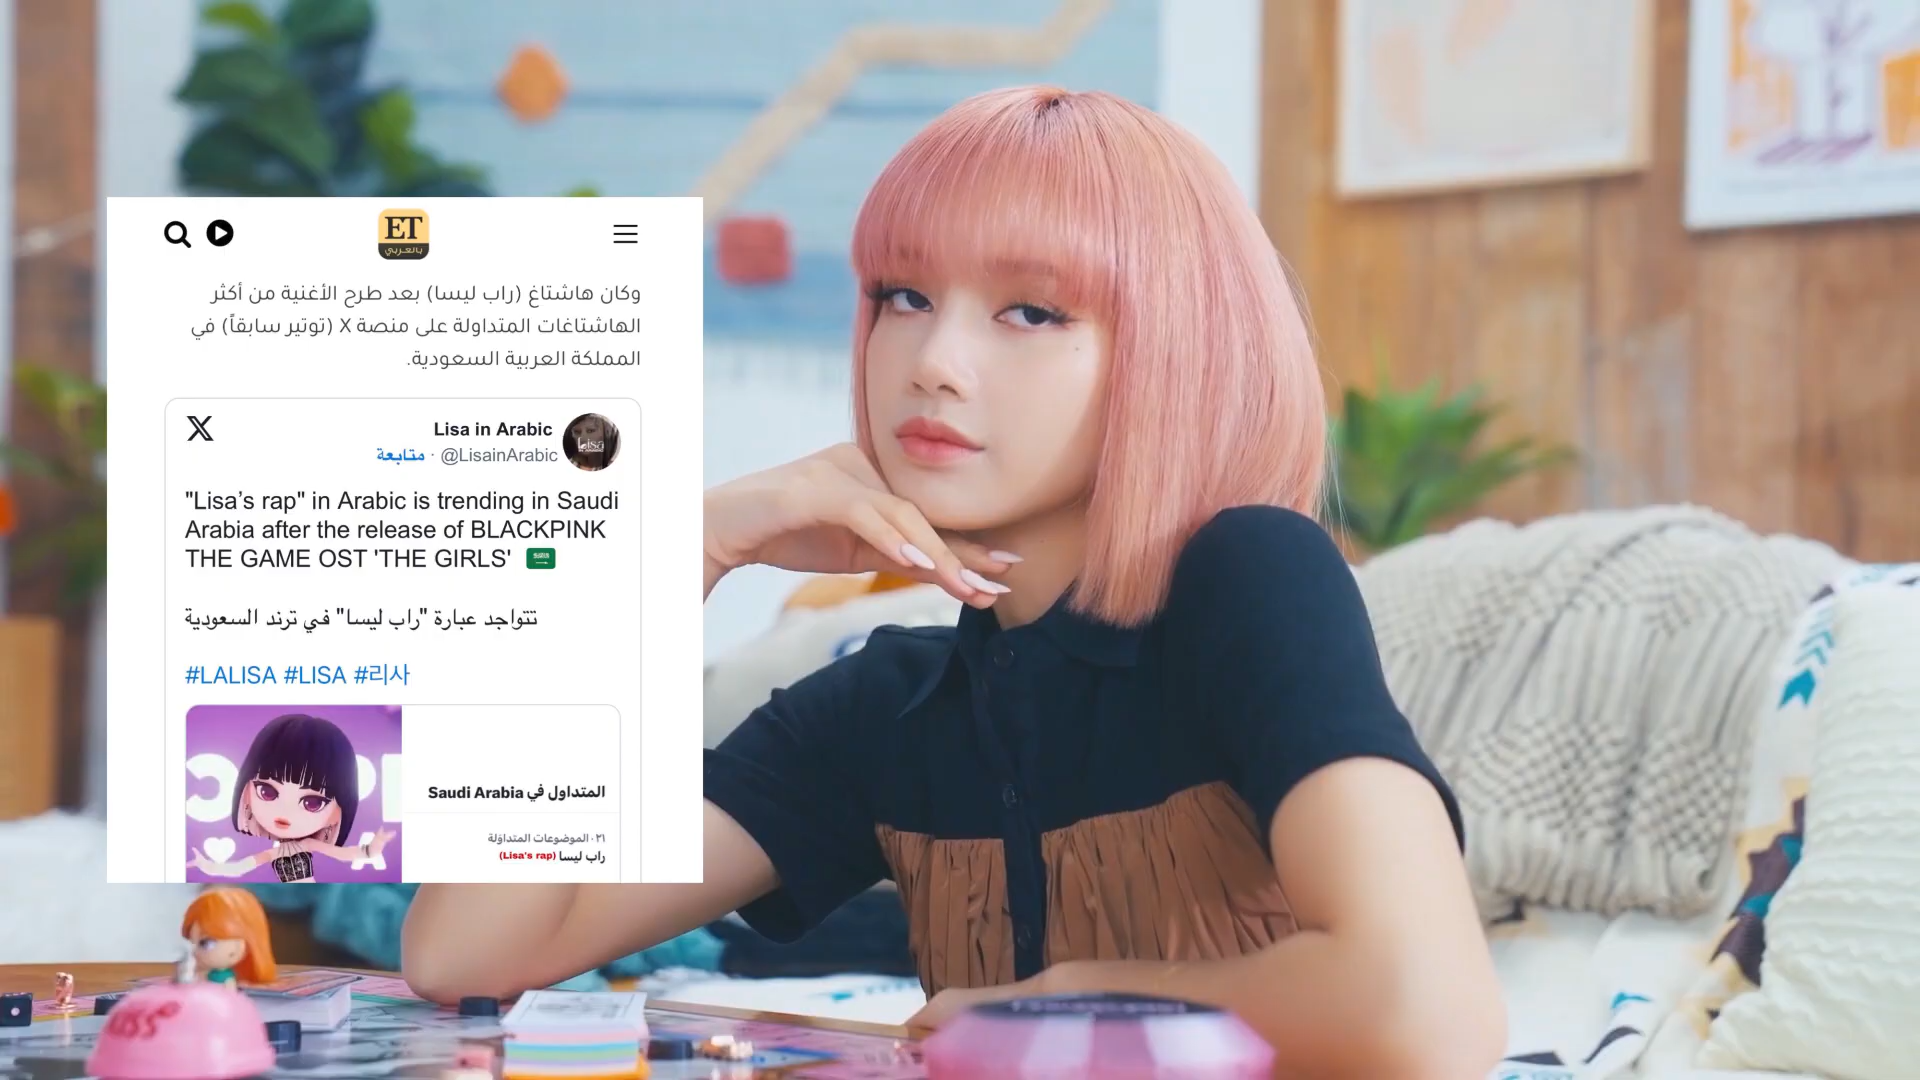 ET
بالعربي
وكان هاشتاغ (راب ليسا) بعد طرح الأغنية من أكثر
الهاشتاغات المتداولة على منصة X (توتير سابقاً) في
المملكة العربية السعودية.
Lisa in Arabic
@LisainArabic · متابعة
Lisa
"Lisa’s rap" in Arabic is trending in Saudi
Arabia after the release of BLACKPINK
THE GAME OST 'THE GIRLS' 🇸🇦
تتواجد عبارة "راب ليسا" في ترند السعودية
#LALISA #LISA #리사
المتداول في Saudi Arabia
٢١ · الموضوعات المتداولة
راب ليسا (Lisa's rap)